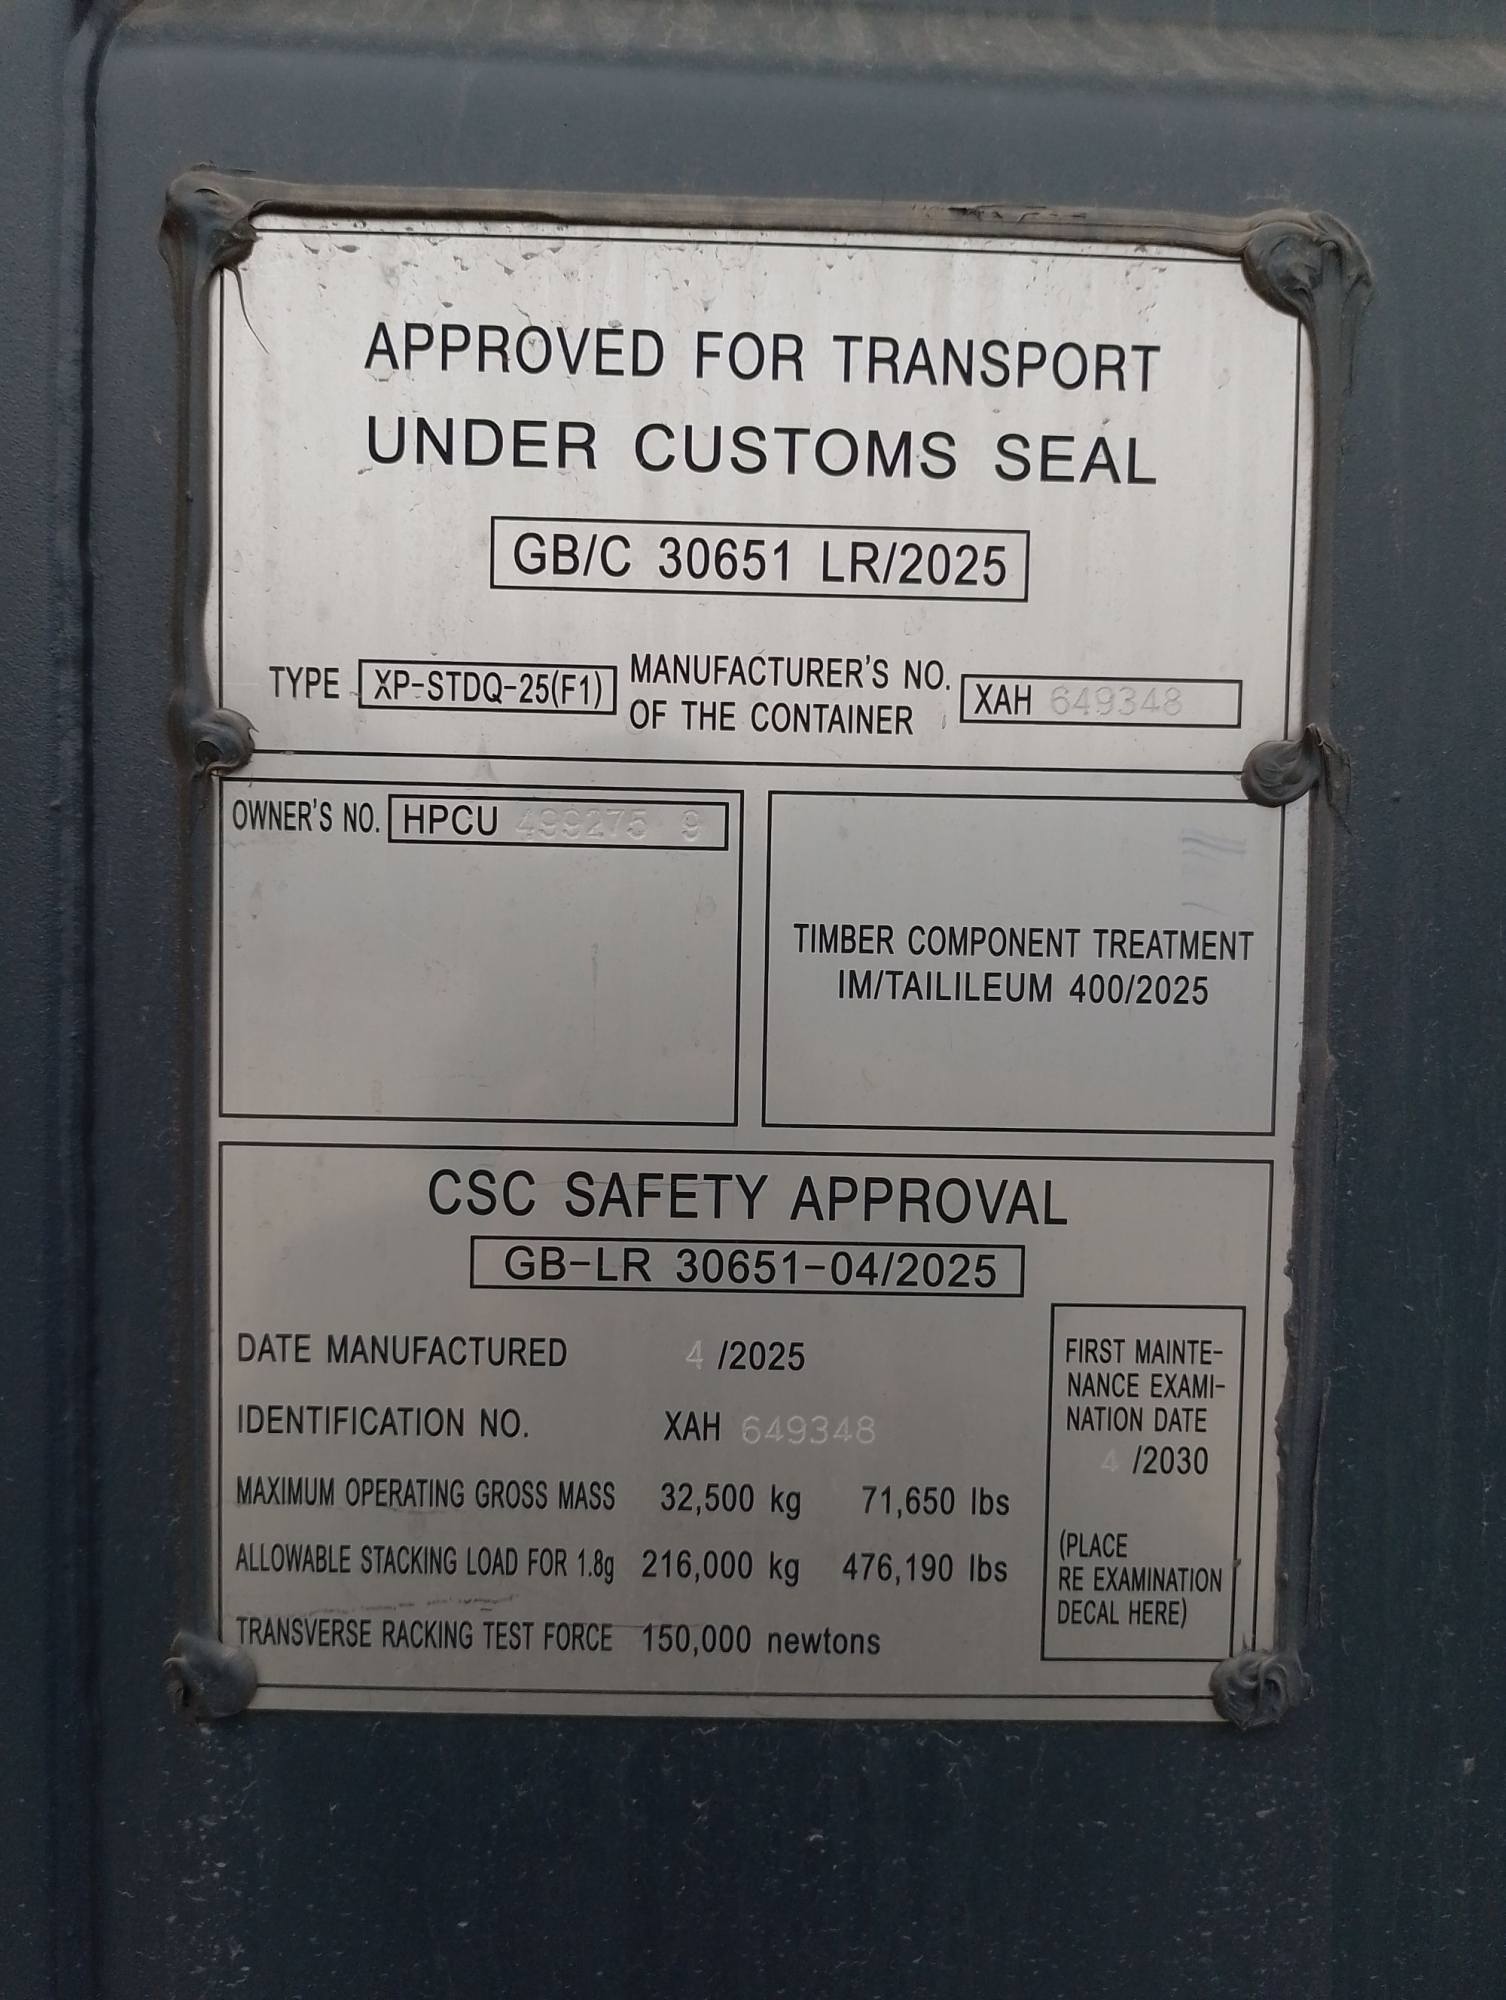 APPROVED FOR TRANSPORT
UNDER CUSTOMS SEAL
GB/C 30651 LR/2025
TYPE XP-STDQ-25(F1) MANUFACTURER'S NO. OF THE CONTAINER XAH 649348
OWNER'S NO. HPCU 499275 9
TIMBER COMPONENT TREATMENT
IM/TAILILEUM 400/2025
CSC SAFETY APPROVAL
GB-LR 30651-04/2025
DATE MANUFACTURED 4 /2025
IDENTIFICATION NO. XAH 649348
MAXIMUM OPERATING GROSS MASS 32,500 kg 71,650 lbs
ALLOWABLE STACKING LOAD FOR 1.8g 216,000 kg 476,190 lbs
TRANSVERSE RACKING TEST FORCE 150,000 newtons
FIRST MAINTE-
NANCE EXAMI-
NATION DATE
4 /2030
(PLACE
RE EXAMINATION
DECAL HERE)